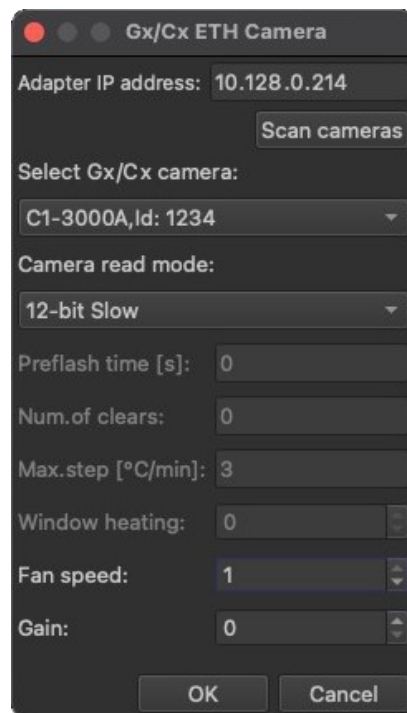 Gx/Cx ETH Camera
Adapter IP address: 10.128.0.214
Scan cameras
Select Gx/Cx camera:
C1-3000A,Id: 1234
Camera read mode:
12-bit Slow
Preflash time [s]: 0
Num.of clears: 0
Max.step [°C/min]: 3
Window heating: 0
Fan speed: 1
Gain: 0
OK Cancel